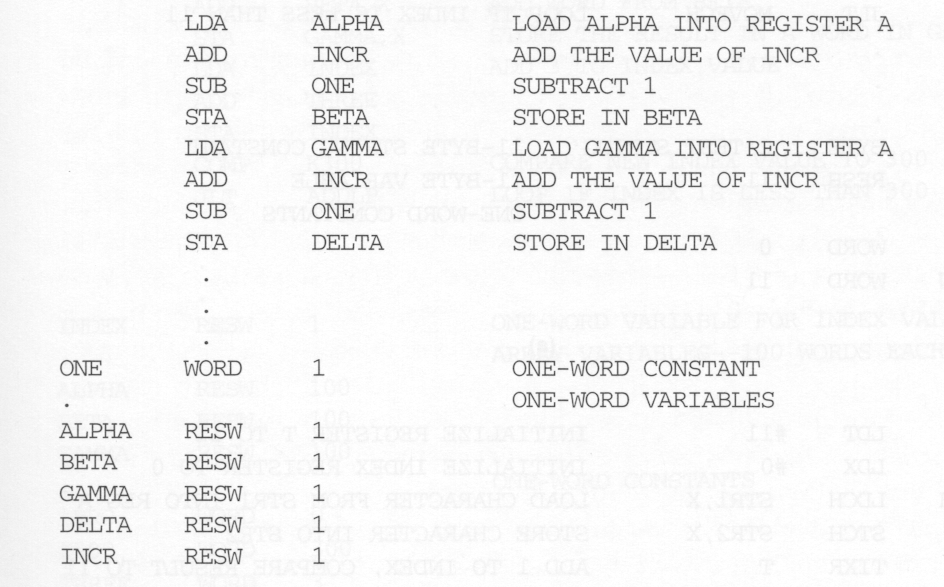 LDA ALPHA LOAD ALPHA INTO REGISTER A
ADD INCR ADD THE VALUE OF INCR
SUB ONE SUBTRACT 1
STA BETA STORE IN BETA
LDA GAMMA LOAD GAMMA INTO REGISTER A
ADD INCR ADD THE VALUE OF INCR
SUB ONE SUBTRACT 1
STA DELTA STORE IN DELTA
.
.
.
ONE WORD 1 ONE-WORD CONSTANT
. ONE-WORD VARIABLES
ALPHA RESW 1
BETA RESW 1
GAMMA RESW 1
DELTA RESW 1
INCR RESW 1